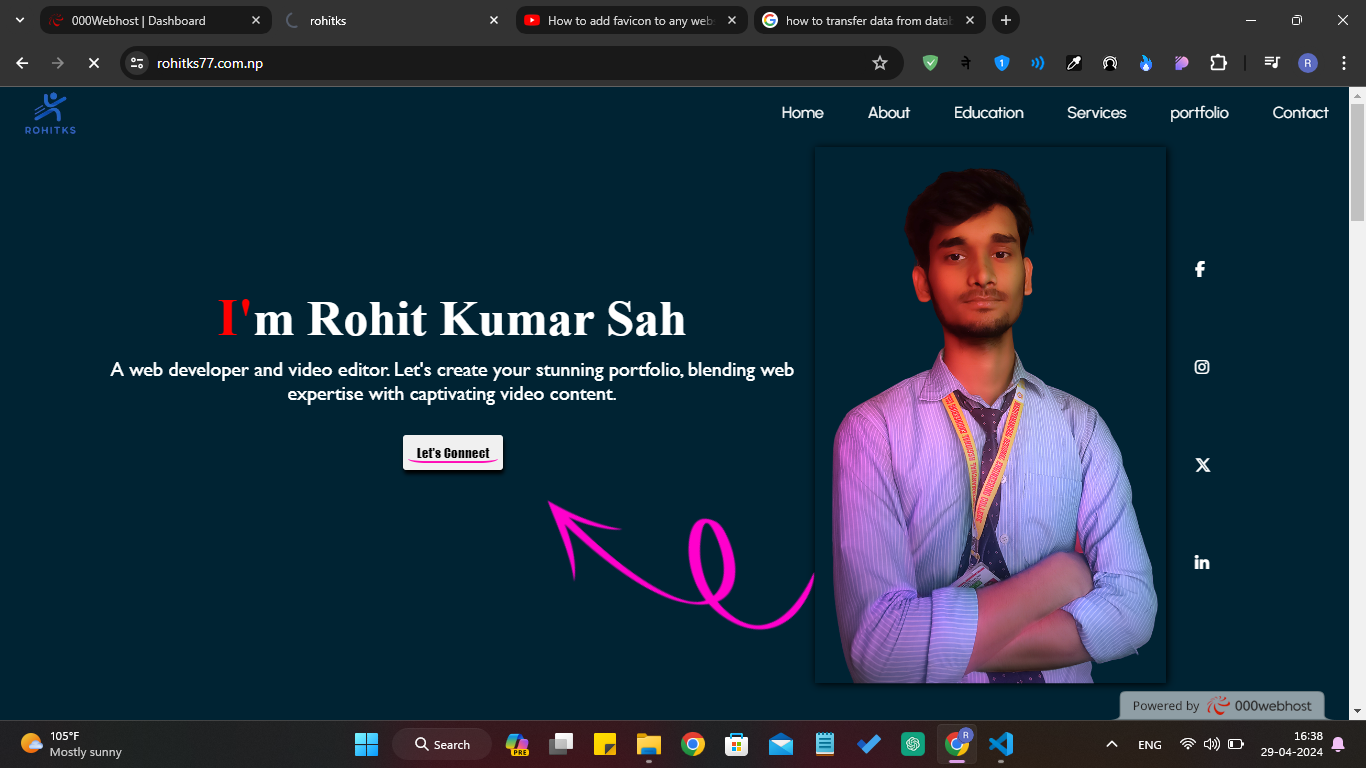 000Webhost | Dashboard
rohitks
How to add favicon to any web
how to transfer data from datab
rohitks77.com.np
1
R
ROHITKS
Home
About
Education
Services
portfolio
Contact
I'm Rohit Kumar Sah
A web developer and video editor. Let's create your stunning portfolio, blending web
expertise with captivating video content.
Let's Connect
Powered by 000webhost
105°F
Mostly sunny
Search
PRE
R
ENG
16:38
29-04-2024